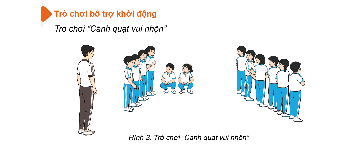 Trò chơi bổ trợ khởi động
Trò chơi "Cánh quạt vui nhộn"
Hình 3. Trò chơi "Cánh quạt vui nhộn"